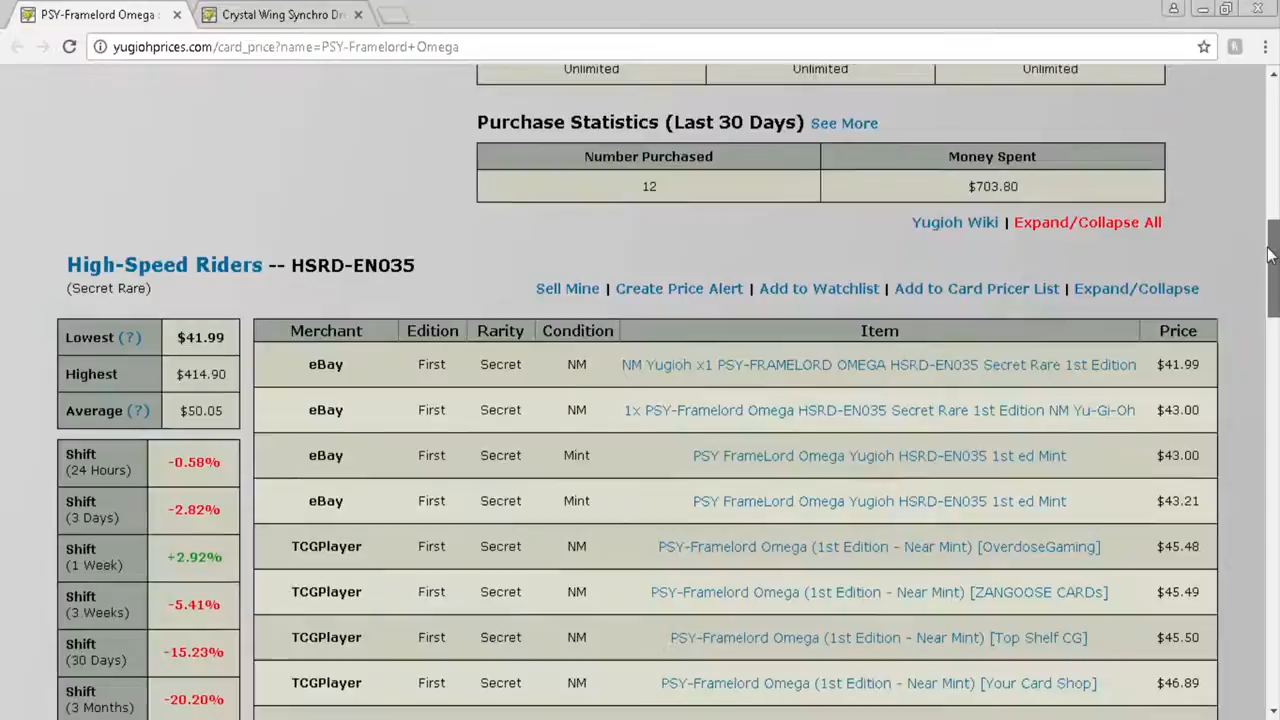 PSY-Framelord Omega :
Crystal Wing Synchro Dr
yugiohprices.com/card_price?name=PSY-Framelord+Omega
Unlimited Unlimited Unlimited
Purchase Statistics (Last 30 Days) See More
Number Purchased Money Spent
12 $703.80
Yugioh Wiki | Expand/Collapse All
High-Speed Riders -- HSRD-EN035
(Secret Rare)
Sell Mine | Create Price Alert | Add to Watchlist | Add to Card Pricer List | Expand/Collapse
Lowest (?) $41.99
Highest $414.90
Average (?) $50.05
Shift (24 Hours) -0.58%
Shift (3 Days) -2.82%
Shift (1 Week) +2.92%
Shift (3 Weeks) -5.41%
Shift (30 Days) -15.23%
Shift (3 Months) -20.20%
Merchant Edition Rarity Condition Item Price
eBay First Secret NM NM Yugioh x1 PSY-FRAMELORD OMEGA HSRD-EN035 Secret Rare 1st Edition $41.99
eBay First Secret NM 1x PSY-Framelord Omega HSRD-EN035 Secret Rare 1st Edition NM Yu-Gi-Oh $43.00
eBay First Secret Mint PSY FrameLord Omega Yugioh HSRD-EN035 1st ed Mint $43.00
eBay First Secret Mint PSY FrameLord Omega Yugioh HSRD-EN035 1st ed Mint $43.21
TCGPlayer First Secret NM PSY-Framelord Omega (1st Edition - Near Mint) [OverdoseGaming] $45.48
TCGPlayer First Secret NM PSY-Framelord Omega (1st Edition - Near Mint) [ZANGOOSE CARDs] $45.49
TCGPlayer First Secret NM PSY-Framelord Omega (1st Edition - Near Mint) [Top Shelf CG] $45.50
TCGPlayer First Secret NM PSY-Framelord Omega (1st Edition - Near Mint) [Your Card Shop] $46.89